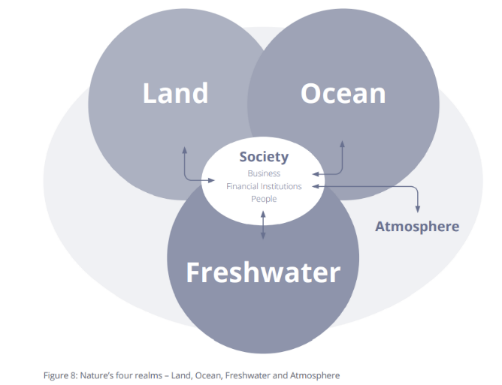 Land
Ocean
Society
Business
Financial Institutions
People
Atmosphere
Freshwater
Figure 8: Nature's four realms – Land, Ocean, Freshwater and Atmosphere